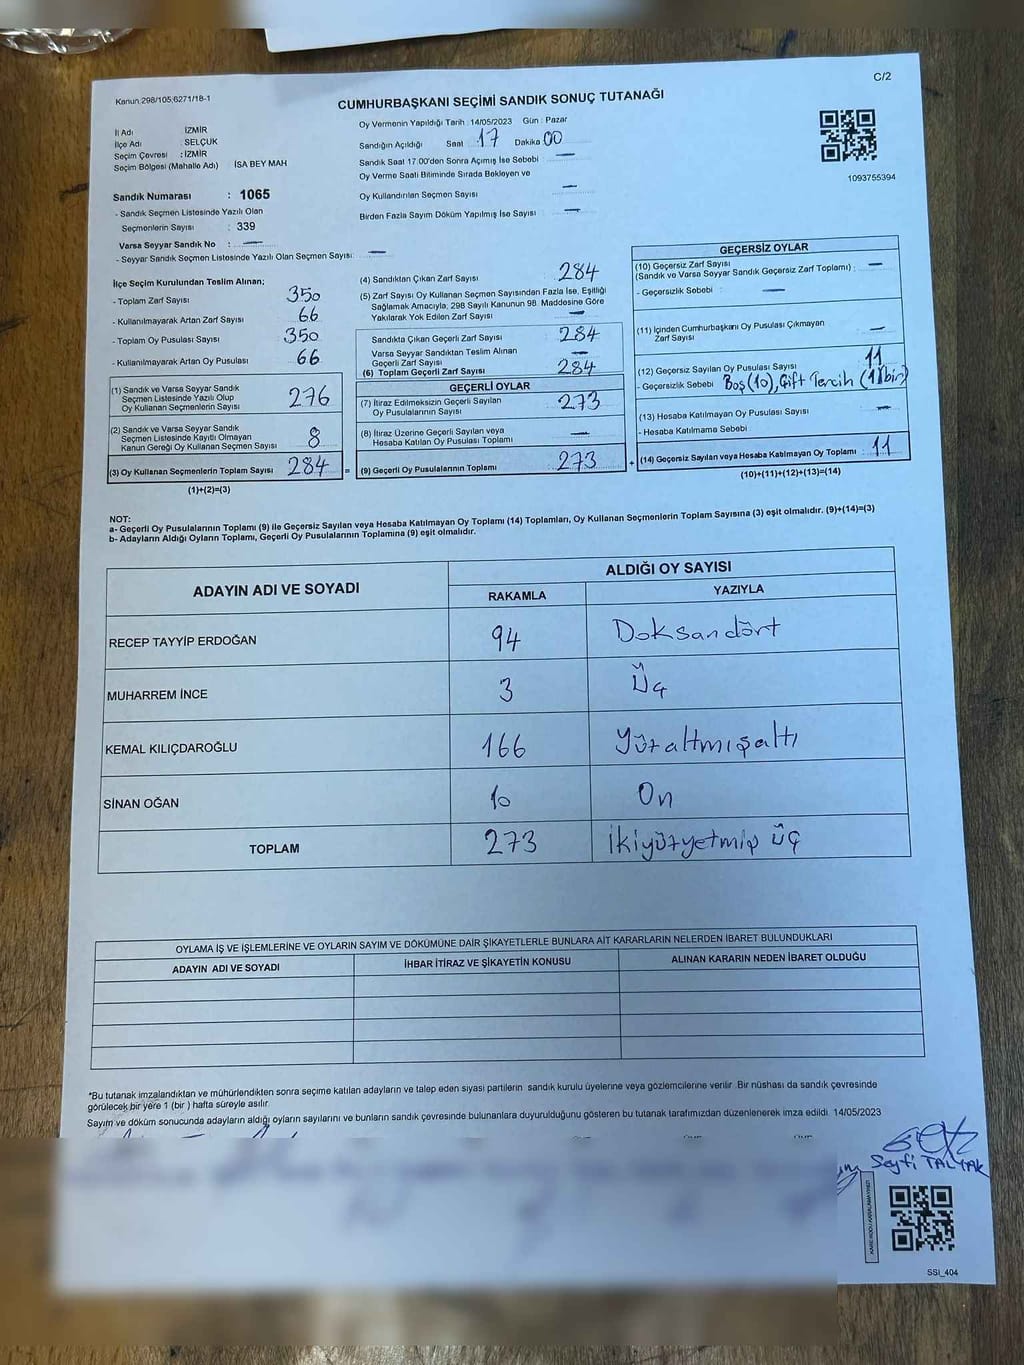 C/2
Kanun:298/105;6271/18-1
CUMHURBAŞKANI SEÇİMİ SANDIK SONUÇ TUTANAĞI
İl Adı : İZMİR
İlçe Adı : SELÇUK
Seçim Çevresi : İZMİR
Seçim Bölgesi (Mahalle Adı) İSA BEY MAH
Sandık Numarası : 1065
- Sandık Seçmen Listesinde Yazılı Olan
Seçmenlerin Sayısı : 339
Varsa Seyyar Sandık No : —
- Seyyar Sandık Seçmen Listesinde Yazılı Olan Seçmen Sayısı: —
Oy Vermenin Yapıldığı Tarih : 14/05/2023 Gün : Pazar
Sandığın Açıldığı Saat : 17 Dakika 00
Sandık Saat 17.00'den Sonra Açımış İse Sebebi : —
Oy Verme Saati Bitiminde Sırada Bekleyen ve
Oy Kullandırılan Seçmen Sayısı : —
Birden Fazla Sayım Döküm Yapılmış İse Sayısı : —
1093755394
İlçe Seçim Kurulundan Teslim Alınan;
- Toplam Zarf Sayısı : 350
- Kullanılmayarak Artan Zarf Sayısı : 66
- Toplam Oy Pusulası Sayısı : 350
- Kullanılmayarak Artan Oy Pusulası : 66
(1) Sandık ve Varsa Seyyar Sandık
Seçmen Listesinde Yazılı Olup
Oy Kullanan Seçmenlerin Sayısı : 276
(2) Sandık ve Varsa Seyyar Sandık
Seçmen Listesinde Kayıtlı Olmayan
Kanun Gereği Oy Kullanan Seçmen Sayısı : 8
(3) Oy Kullanan Seçmenlerin Toplam Sayısı : 284 =
(1)+(2)=(3)
(4) Sandıktan Çıkan Zarf Sayısı : 284
(5) Zarf Sayısı Oy Kullanan Seçmen Sayısından Fazla İse, Eşitliği
Sağlamak Amacıyla, 298 Sayılı Kanunun 98. Maddesine Göre
Yakılarak Yok Edilen Zarf Sayısı : —
Sandıkta Çıkan Geçerli Zarf Sayısı : 284
Varsa Seyyar Sandıktan Teslim Alınan
Geçerli Zarf Sayısı : —
(6) Toplam Geçerli Zarf Sayısı : 284
GEÇERLİ OYLAR
(7) İtiraz Edilmeksizin Geçerli Sayılan
Oy Pusulalarının Sayısı : 273
(8) İtiraz Üzerine Geçerli Sayılan veya
Hesaba Katılan Oy Pusulası Toplamı : —
(9) Geçerli Oy Pusulalarının Toplamı : 273 +
GEÇERSİZ OYLAR
(10) Geçersiz Zarf Sayısı
(Sandık ve Varsa Seyyar Sandık Geçersiz Zarf Toplamı) : —
- Geçersizlik Sebebi : —
(11) İçinden Cumhurbaşkanı Oy Pusulası Çıkmayan
Zarf Sayısı : —
(12) Geçersiz Sayılan Oy Pusulası Sayısı : 11
- Geçersizlik Sebebi : Boş(10), Çift Tercih (1)(bir)
(13) Hesaba Katılmayan Oy Pusulası Sayısı : —
- Hesaba Katılmama Sebebi :
(14) Geçersiz Sayılan veya Hesaba Katılmayan Oy Toplamı : 11
(10)+(11)+(12)+(13)=(14)
NOT:
a- Geçerli Oy Pusulalarının Toplamı (9) ile Geçersiz Sayılan veya Hesaba Katılmayan Oy Toplamı (14) Toplamları, Oy Kullanan Seçmenlerin Toplam Sayısına (3) eşit olmalıdır. (9)+(14)=(3)
b- Adayların Aldığı Oyların Toplamı, Geçerli Oy Pusulalarının Toplamına (9) eşit olmalıdır.
ADAYIN ADI VE SOYADI ALDIĞI OY SAYISI
RAKAMLA YAZIYLA
RECEP TAYYİP ERDOĞAN 94 Doksandört
MUHARREM İNCE 3 Üç
KEMAL KILIÇDAROĞLU 166 Yüzaltmışaltı
SİNAN OĞAN 10 On
TOPLAM 273 İkiyüzyetmiş üç
OYLAMA İŞ VE İŞLEMLERİNE VE OYLARIN SAYIM VE DÖKÜMÜNE DAİR ŞİKAYETLERLE BUNLARA AİT KARARLARIN NELERDEN İBARET BULUNDUKLARI
ADAYIN ADI VE SOYADI İHBAR İTİRAZ VE ŞİKAYETİN KONUSU ALINAN KARARIN NEDEN İBARET OLDUĞU
*Bu tutanak imzalandıktan ve mühürlendikten sonra seçime katılan adayların ve talep eden siyasi partilerin sandık kurulu üyelerine veya gözlemcilerine verilir .Bir nüshası da sandık çevresinde
görülecek bir yere 1 (bir ) hafta süreyle asılır.
Sayım ve döküm sonucunda adayların aldığı oyların sayılarını ve bunların sandık çevresinde bulunanlara duyurulduğunu gösteren bu tutanak tarafımızdan düzenlenerek imza edildi. 14/05/2023
Seyfi TALYAK
SSI_404